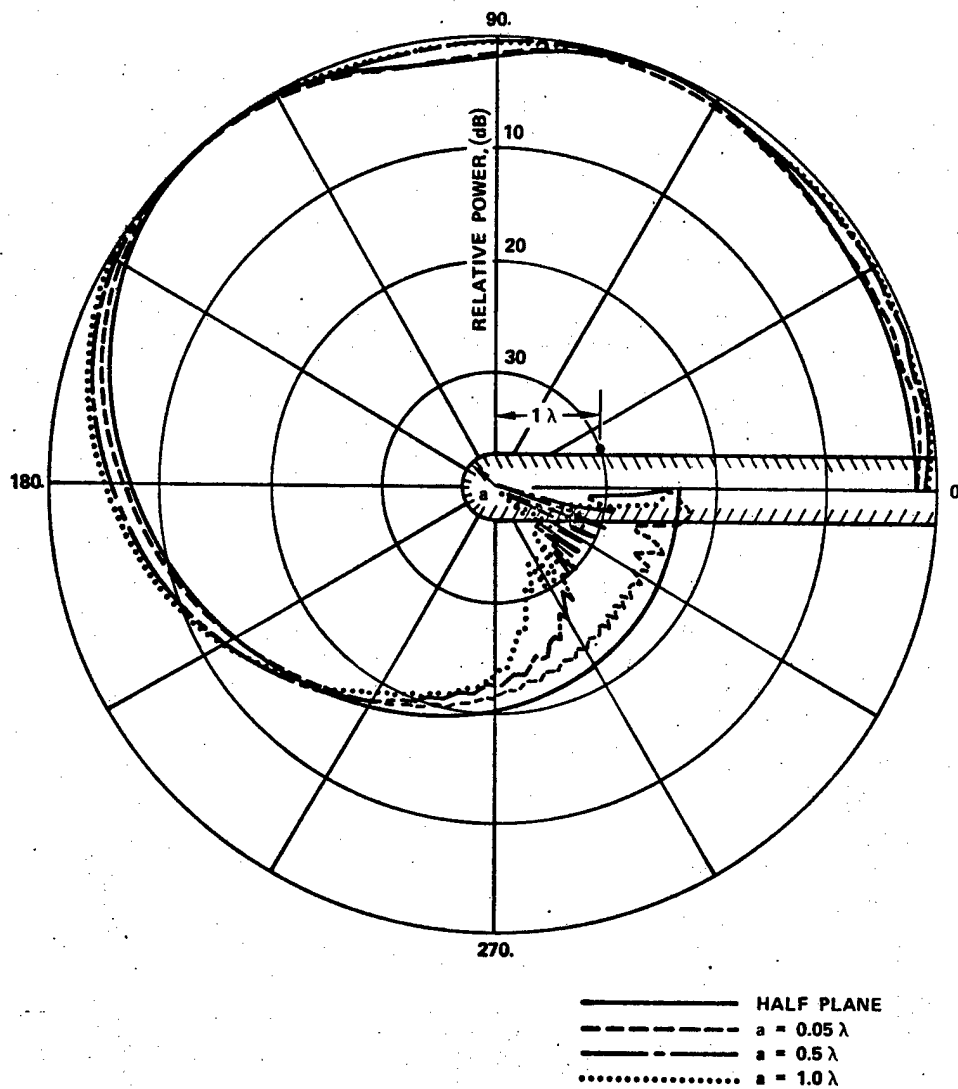 90.
RELATIVE POWER, (dB)
10
20
30
1 λ
180.
a
0
270.
HALF PLANE
a = 0.05 λ
a = 0.5 λ
a = 1.0 λ